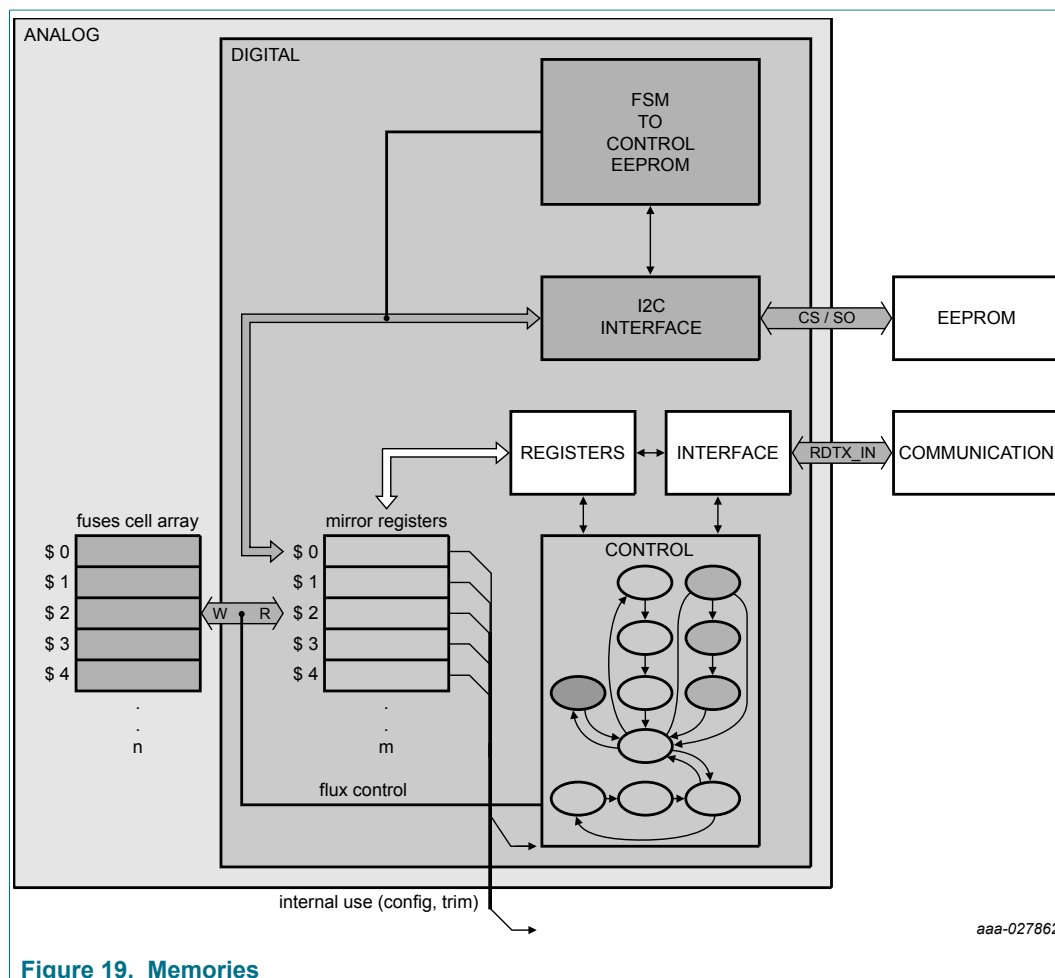 ANALOG
DIGITAL
FSM
TO
CONTROL
EEPROM
I2C
INTERFACE
CS / SO
EEPROM
REGISTERS
INTERFACE
RDTX_IN
COMMUNICATION
fuses cell array
mirror registers
CONTROL
$ 0
$ 1
$ 2
$ 3
$ 4
.
.
n
W R
$ 0
$ 1
$ 2
$ 3
$ 4
.
.
m
flux control
internal use (config, trim)
aaa-027862
Figure 19. Memories